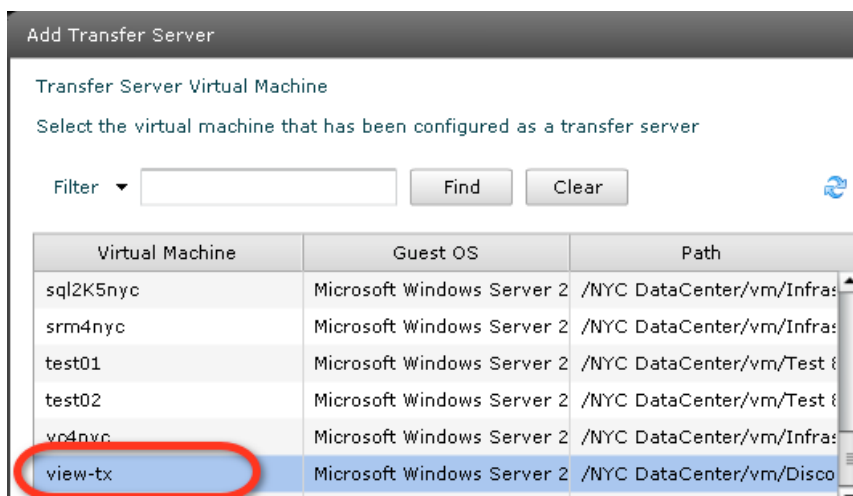 Add Transfer Server
Transfer Server Virtual Machine
Select the virtual machine that has been configured as a transfer server
Filter Find Clear
Virtual Machine Guest OS Path
sql2K5nyc Microsoft Windows Server 2 /NYC DataCenter/vm/Infras
srm4nyc Microsoft Windows Server 2 /NYC DataCenter/vm/Infras
test01 Microsoft Windows Server 2 /NYC DataCenter/vm/Test
test02 Microsoft Windows Server 2 /NYC DataCenter/vm/Test
vc4nyc Microsoft Windows Server 2 /NYC DataCenter/vm/Infras
view-tx Microsoft Windows Server 2 /NYC DataCenter/vm/Disco